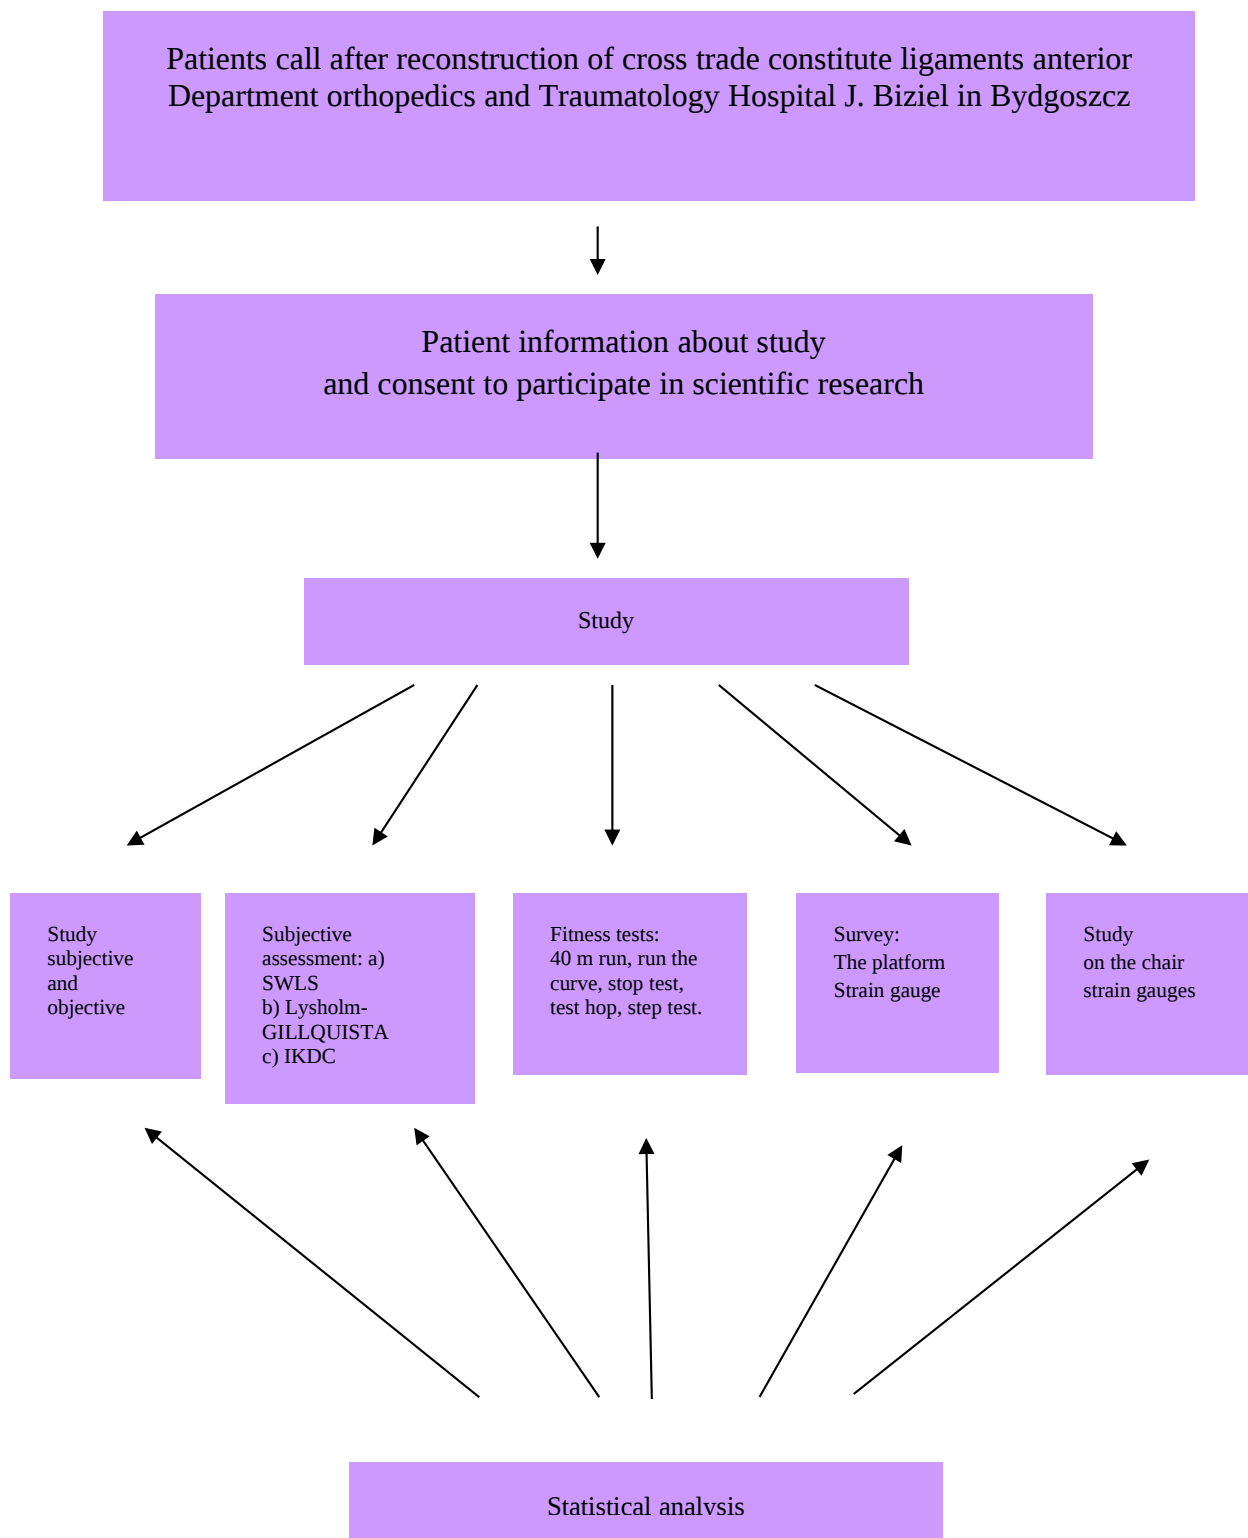 Patients call after reconstruction of cross trade constitute ligaments anterior
Department orthopedics and Traumatology Hospital J. Biziel in Bydgoszcz
Patient information about study
and consent to participate in scientific research
Study
Study
subjective
and
objective
Subjective
assessment: a)
SWLS
b) Lysholm-
GILLQUISTA
c) IKDC
Fitness tests:
40 m run, run the
curve, stop test,
test hop, step test.
Survey:
The platform
Strain gauge
Study
on the chair
strain gauges
Statistical analysis